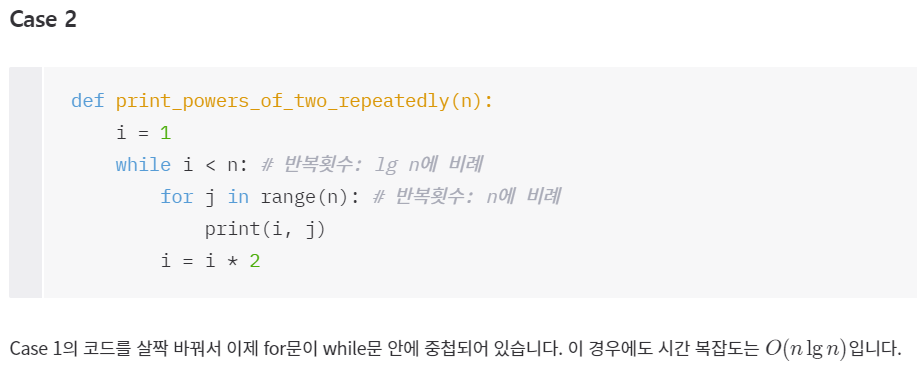 Case 2
def print_powers_of_two_repeatedly(n):
    i = 1
    while i < n: # 반복횟수: lg n에 비례
        for j in range(n): # 반복횟수: n에 비례
            print(i, j)
        i = i * 2
Case 1의 코드를 살짝 바꿔서 이제 for문이 while문 안에 중첩되어 있습니다. 이 경우에도 시간 복잡도는 O(n lg n)입니다.